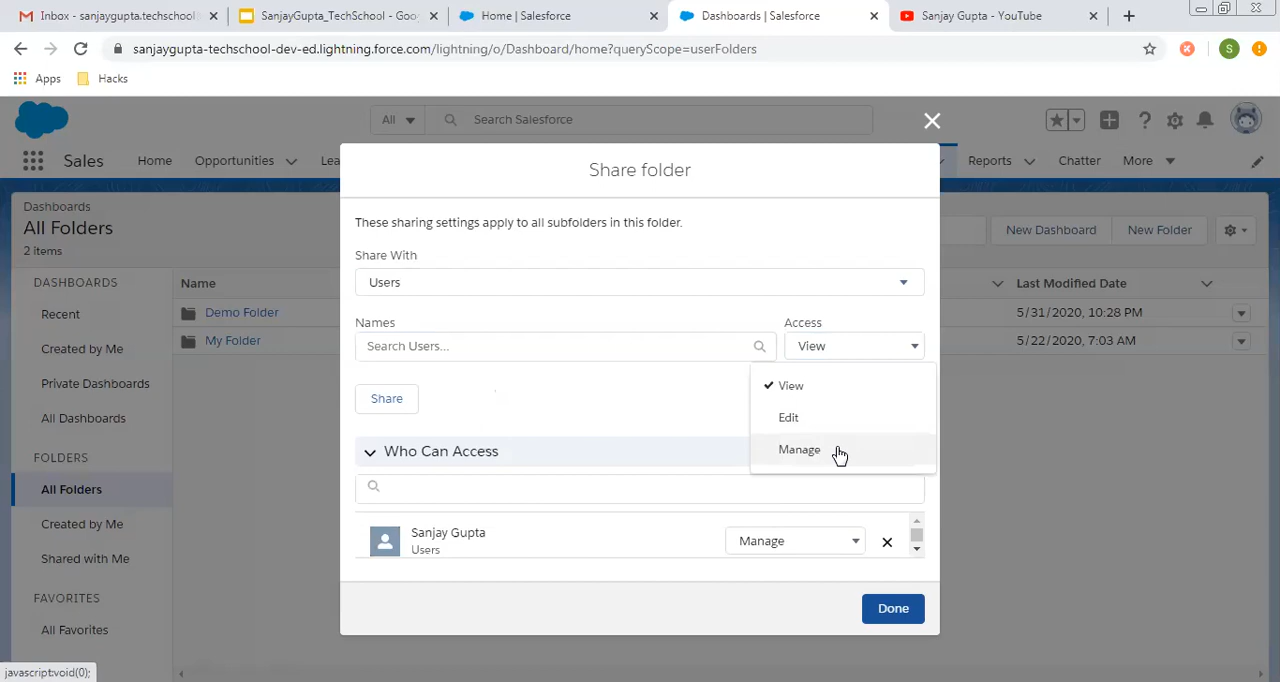 Inbox - sanjaygupta.techschool
SanjayGupta_TechSchool - Goo
Home | Salesforce
Dashboards | Salesforce
Sanjay Gupta - YouTube
sanjaygupta-techschool-dev-ed.lightning.force.com/lightning/o/Dashboard/home?queryScope=userFolders
S
Apps
Hacks
All
Search Salesforce
Sales
Home
Opportunities
Lea
Reports
Chatter
More
Share folder
Dashboards
All Folders
2 items
New Dashboard
New Folder
These sharing settings apply to all subfolders in this folder.
Share With
Users
DASHBOARDS
Name
Last Modified Date
Recent
Demo Folder
5/31/2020, 10:28 PM
Created by Me
My Folder
5/22/2020, 7:03 AM
Names
Access
Search Users...
View
Private Dashboards
View
Share
All Dashboards
Edit
Manage
FOLDERS
Who Can Access
All Folders
Created by Me
Sanjay Gupta
Users
Manage
Shared with Me
FAVORITES
All Favorites
Done
javascript:void(0);